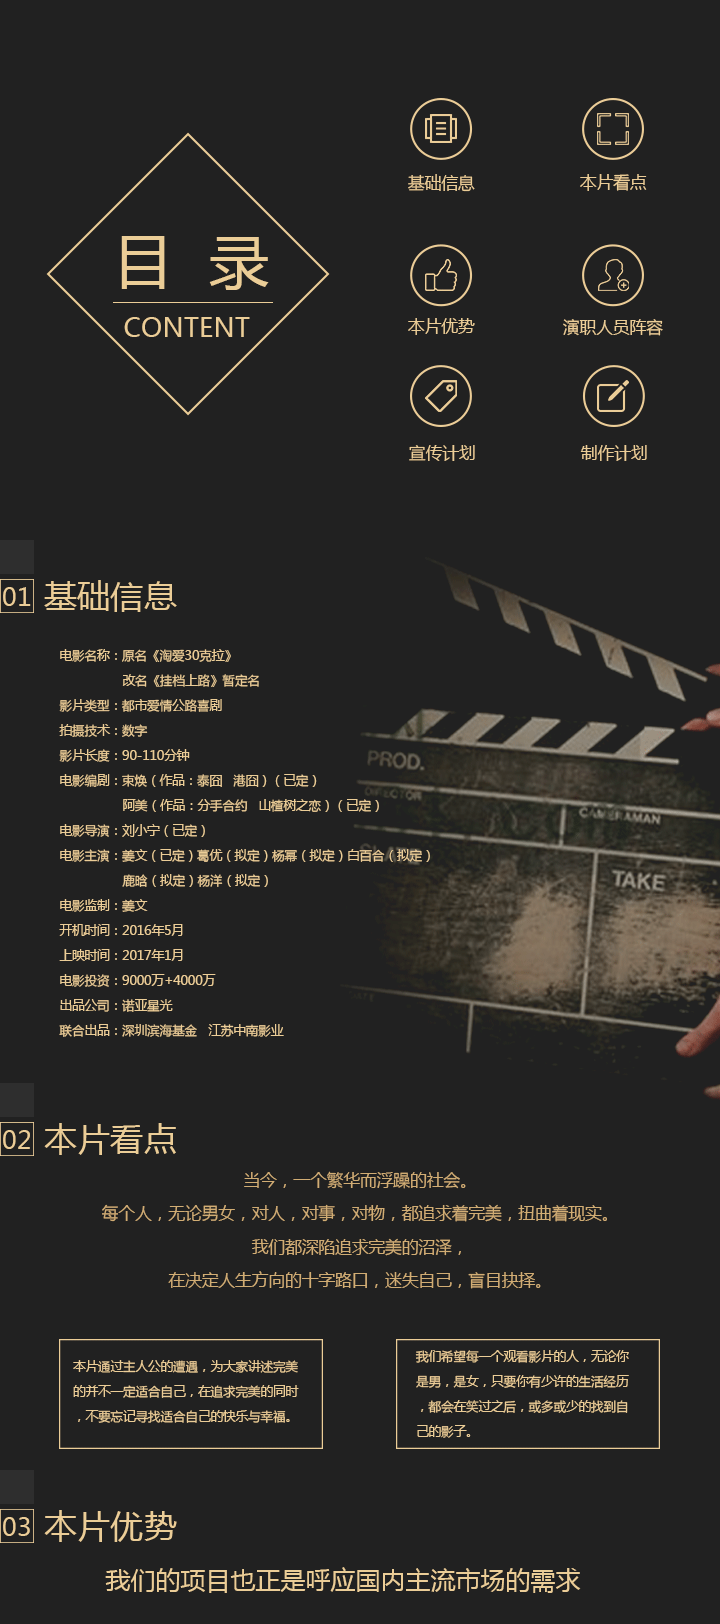 目 录
CONTENT
基础信息
本片看点
本片优势
演职人员阵容
宣传计划
制作计划
01 基础信息
电影名称：原名《淘爱30克拉》
改名《挂档上路》暂定名
影片类型：都市爱情公路喜剧
拍摄技术：数字
影片长度：90-110分钟
电影编剧：束焕（作品：泰囧 港囧）（已定）
阿美（作品：分手合约 山楂树之恋）（已定）
电影导演：刘小宁（已定）
电影主演：姜文（已定）葛优（拟定）杨幂（拟定）白百合（拟定）
鹿晗（拟定）杨洋（拟定）
电影监制：姜文
开机时间：2016年5月
上映时间：2017年1月
电影投资：9000万+4000万
出品公司：诺亚星光
联合出品：深圳滨海基金 江苏中南影业
PROD.
DIRECTOR
CAMERAMAN
SLATE
TAKE
DATE
02 本片看点
当今，一个繁华而浮躁的社会。
每个人，无论男女，对人，对事，对物，都追求着完美，扭曲着现实。
我们都深陷追求完美的沼泽，
在决定人生方向的十字路口，迷失自己，盲目抉择。
本片通过主人公的遭遇，为大家讲述完美
的并不一定适合自己，在追求完美的同时
，不要忘记寻找适合自己的快乐与幸福。
我们希望每一个观看影片的人，无论你
是男，是女，只要你有少许的生活经历
，都会在笑过之后，或多或少的找到自
己的影子。
03 本片优势
我们的项目也正是呼应国内主流市场的需求